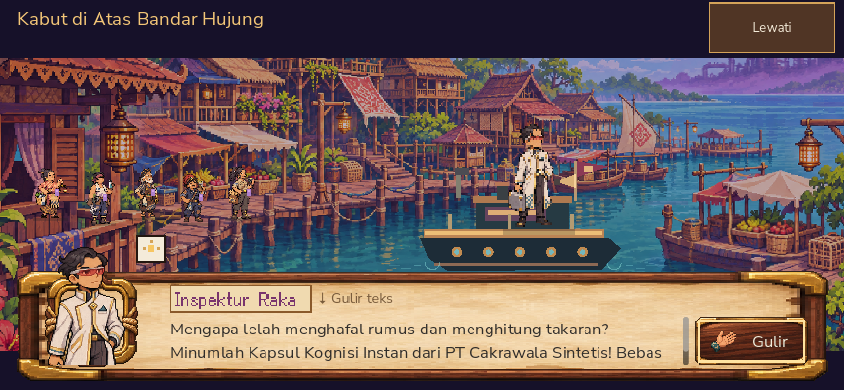 Kabut di Atas Bandar Hujung
Lewati
Inspektur Raka
↓ Gulir teks
Mengapa lelah menghafal rumus dan menghitung takaran?
Minumlah Kapsul Kognisi Instan dari PT Cakrawala Sintetis! Bebas
Gulir